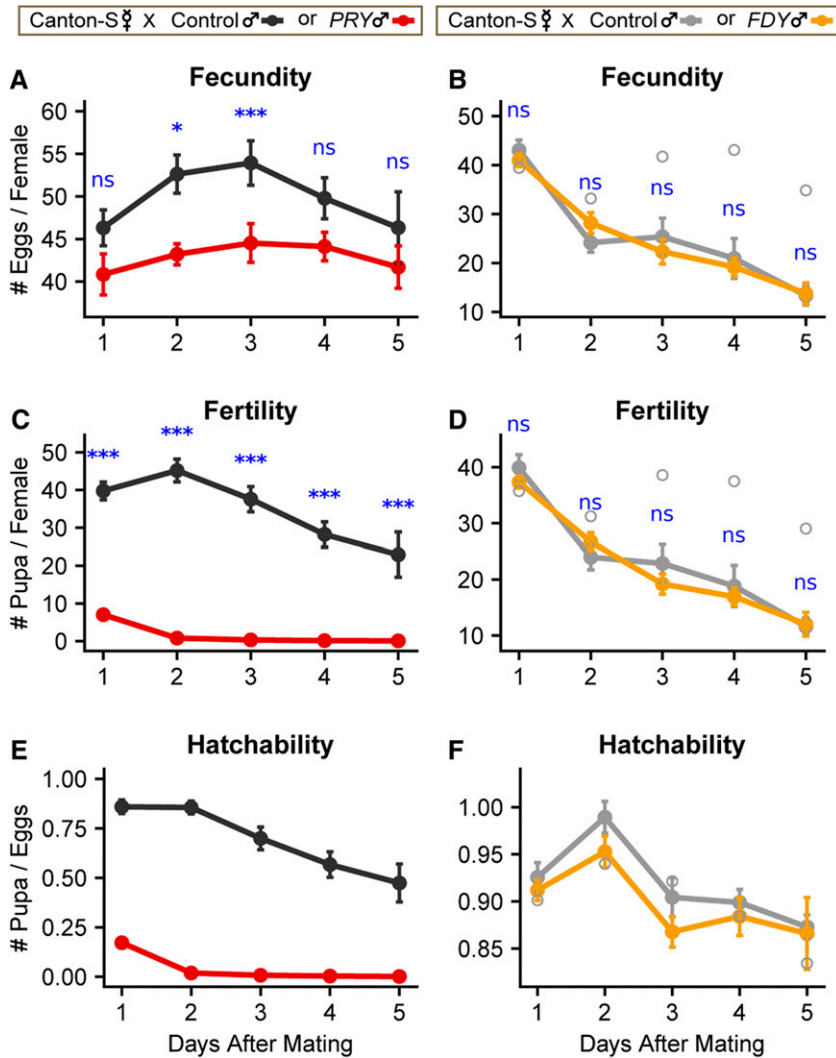 Canton-S⚥ X Control♂ or PRY♂
Canton-S⚥ X Control♂ or FDY♂
A Fecundity
# Eggs / Female
60
55
50
45
40
ns * *** ns ns
1 2 3 4 5
B Fecundity
50
40
30
20
10
ns ns ns ns ns
1 2 3 4 5
C Fertility
# Pupa / Female
50
40
30
20
10
0
*** *** *** *** ***
1 2 3 4 5
D Fertility
40
30
20
10
ns ns ns ns ns
1 2 3 4 5
E Hatchability
# Pupa / Eggs
1.00
0.75
0.50
0.25
0.00
1 2 3 4 5
Days After Mating
F Hatchability
1.00
0.95
0.90
0.85
1 2 3 4 5
Days After Mating